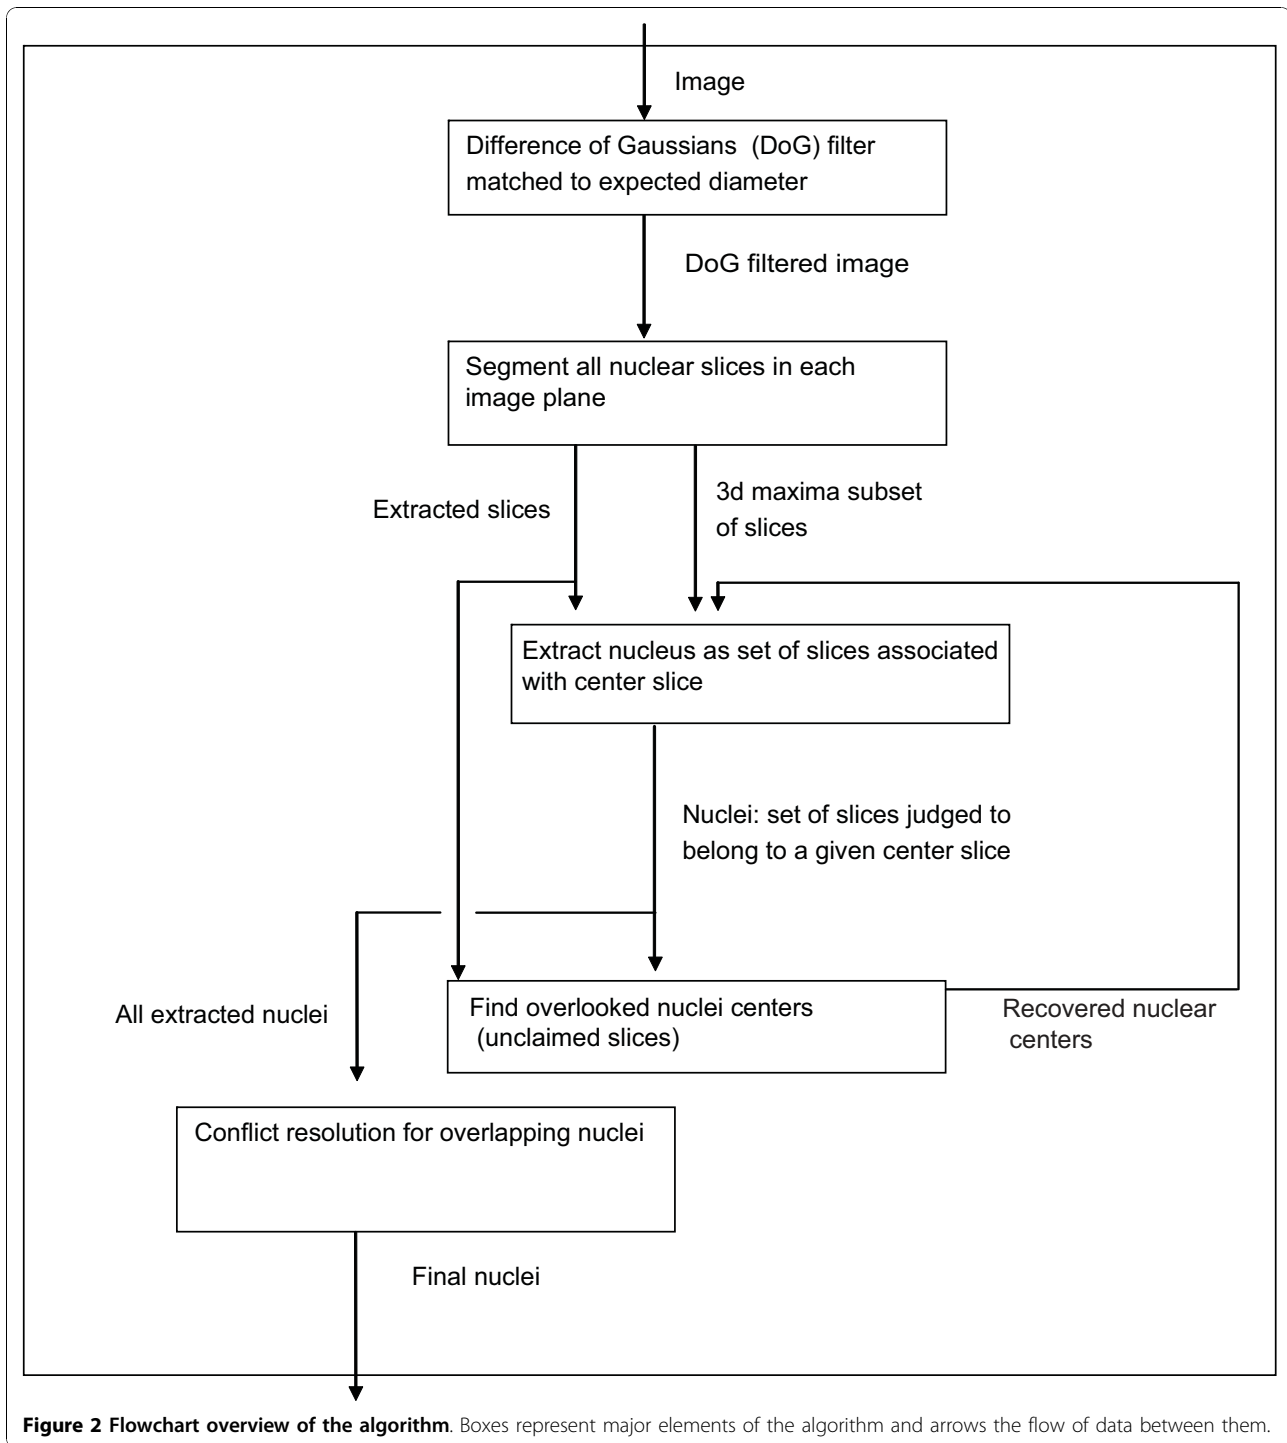 Image
Difference of Gaussians (DoG) filter
matched to expected diameter
DoG filtered image
Segment all nuclear slices in each
image plane
Extracted slices
3d maxima subset
of slices
Extract nucleus as set of slices associated
with center slice
Nuclei: set of slices judged to
belong to a given center slice
All extracted nuclei
Find overlooked nuclei centers
(unclaimed slices)
Recovered nuclear
centers
Conflict resolution for overlapping nuclei
Final nuclei
Figure 2 Flowchart overview of the algorithm. Boxes represent major elements of the algorithm and arrows the flow of data between them.